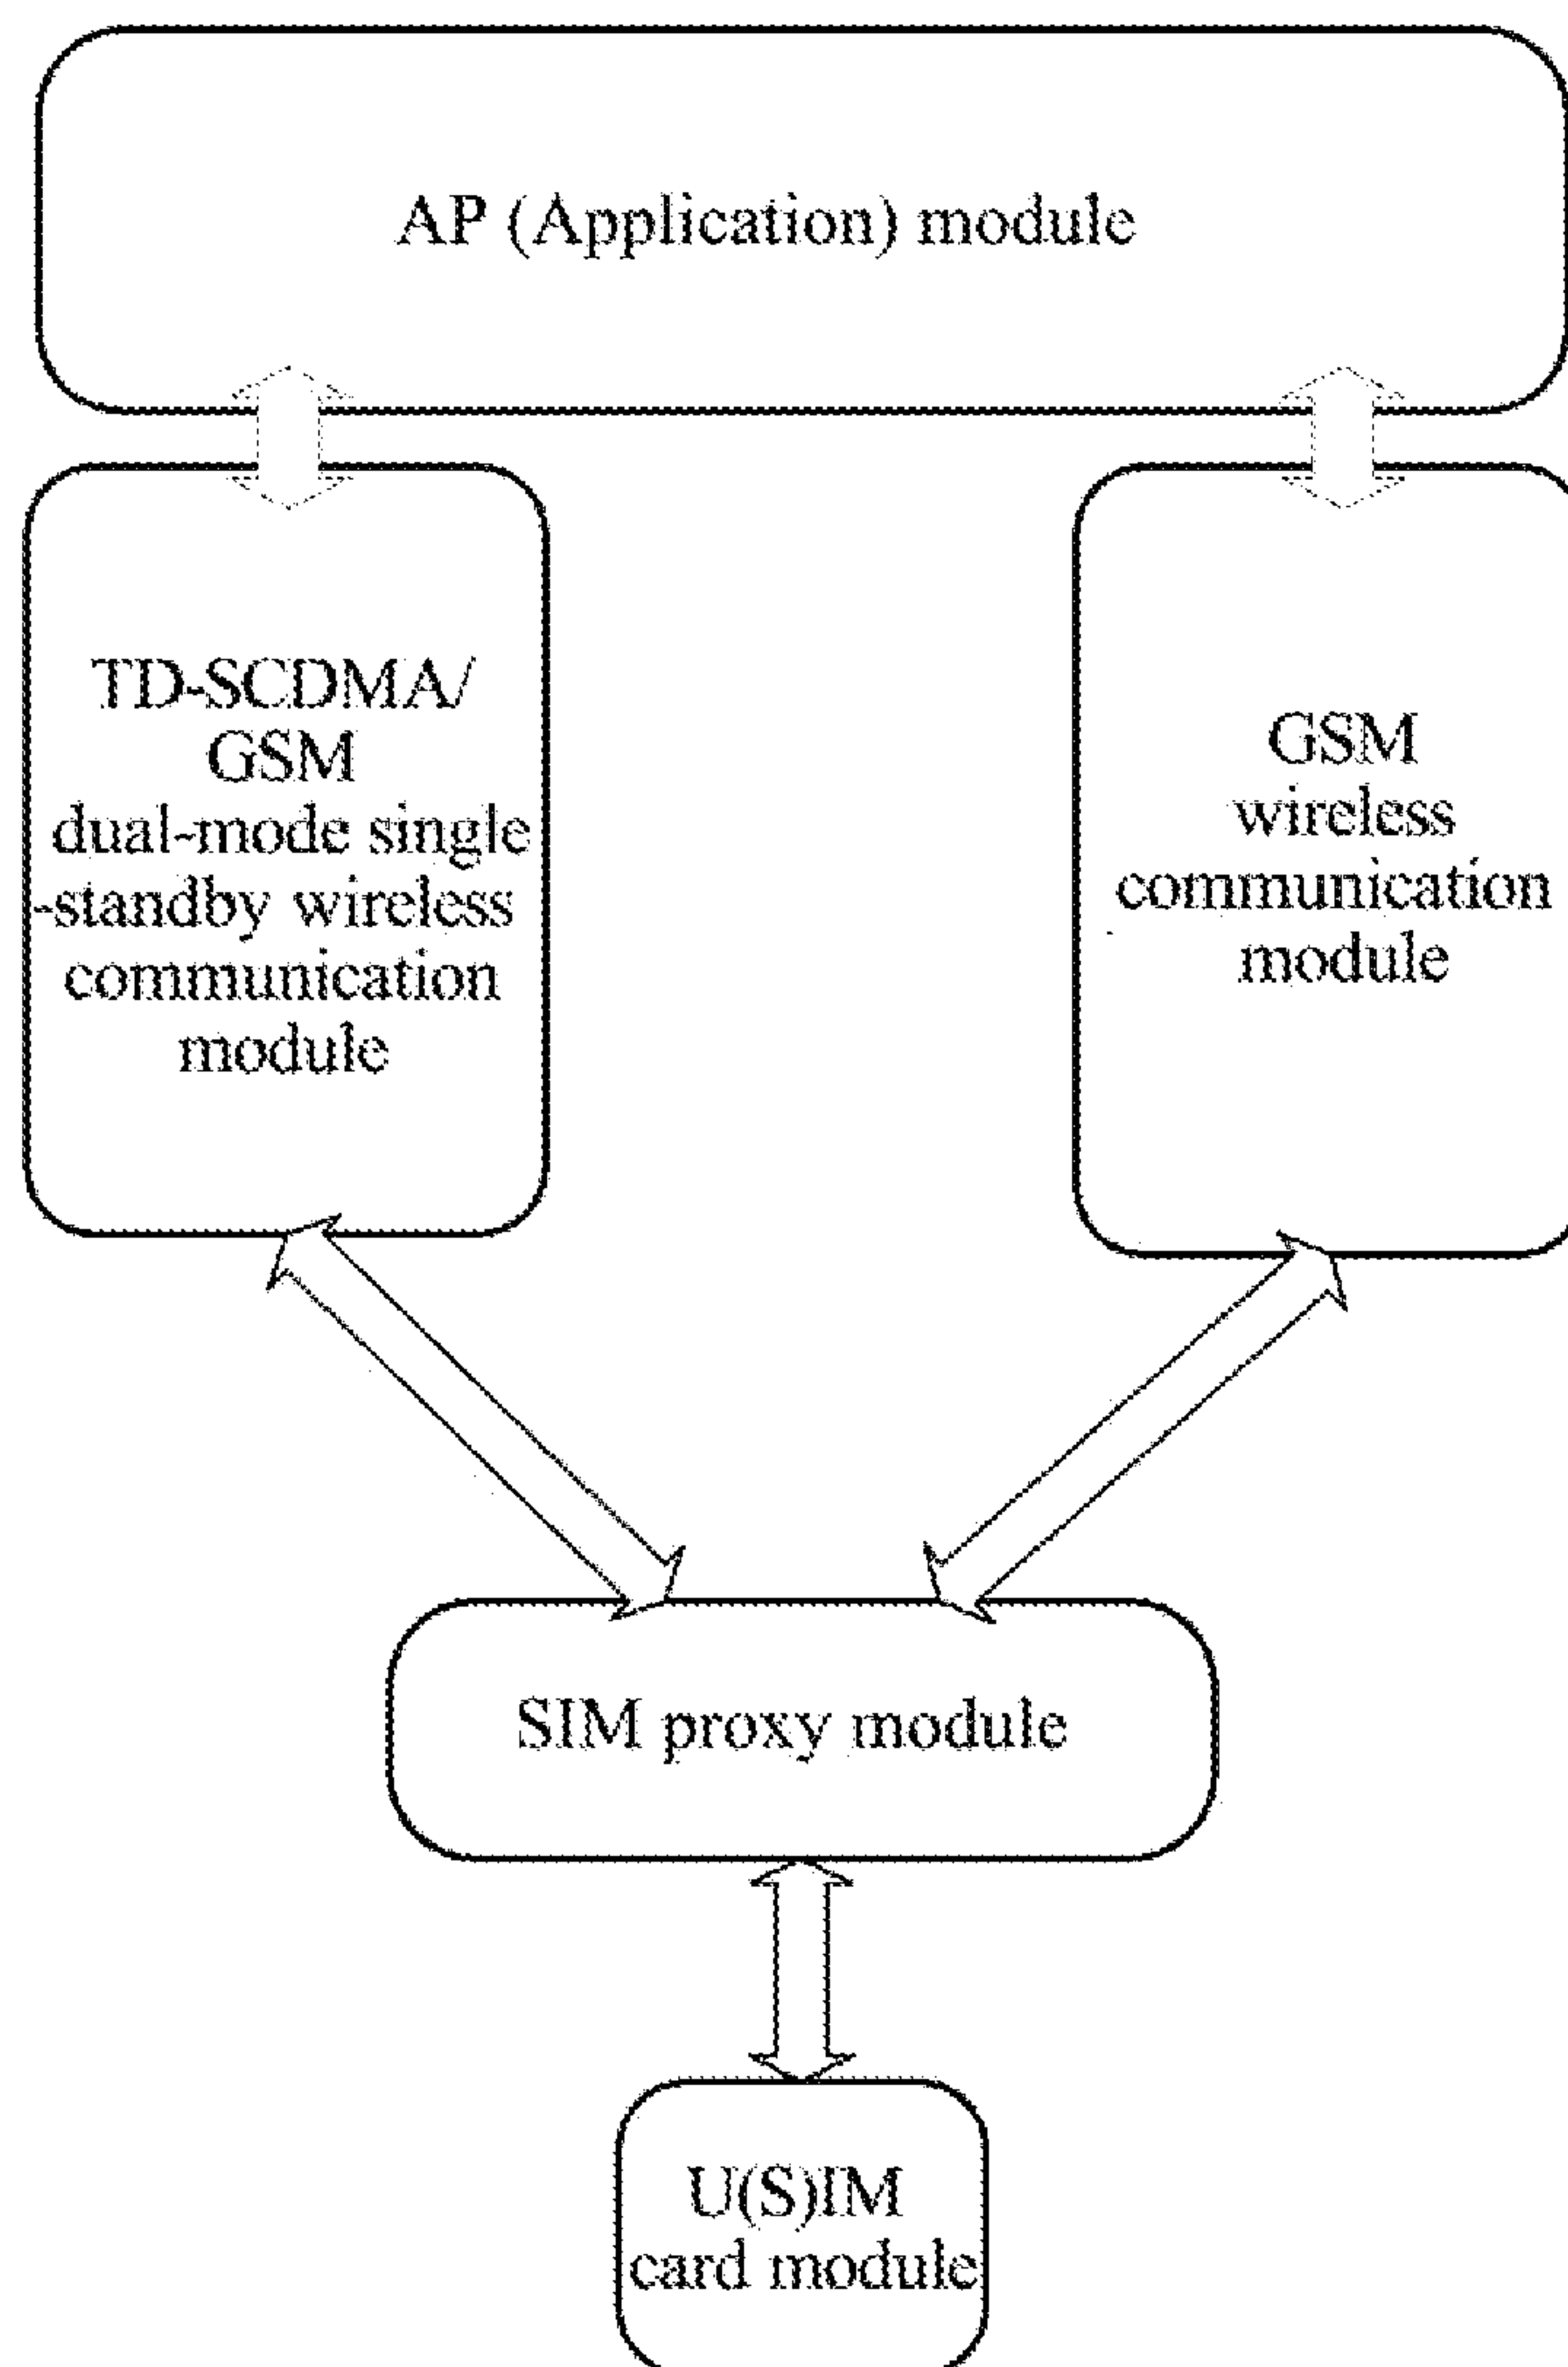 AP (Application) module
TD-SCDMA/
GSM
dual-mode single
-standby wireless
communication
module
GSM
wireless
communication
module
SIM proxy module
U(S)IM
card module